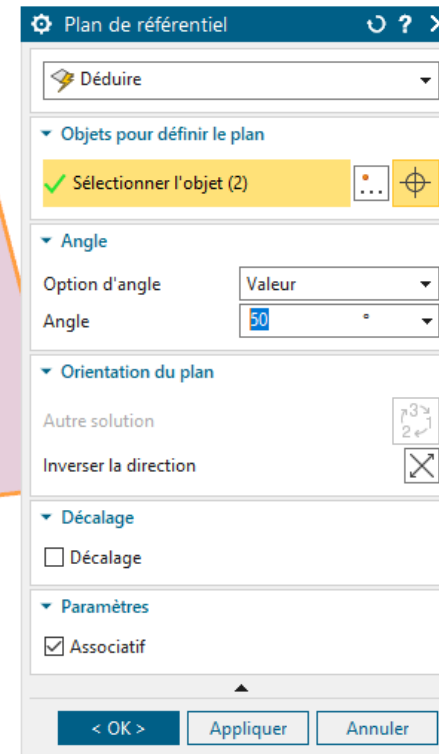 Plan de référentiel
Déduire
Objets pour définir le plan
Sélectionner l'objet (2)
Angle
Option d'angle Valeur
Angle 50 °
Orientation du plan
Autre solution
Inverser la direction
Décalage
Décalage
Paramètres
Associatif
< OK > Appliquer Annuler